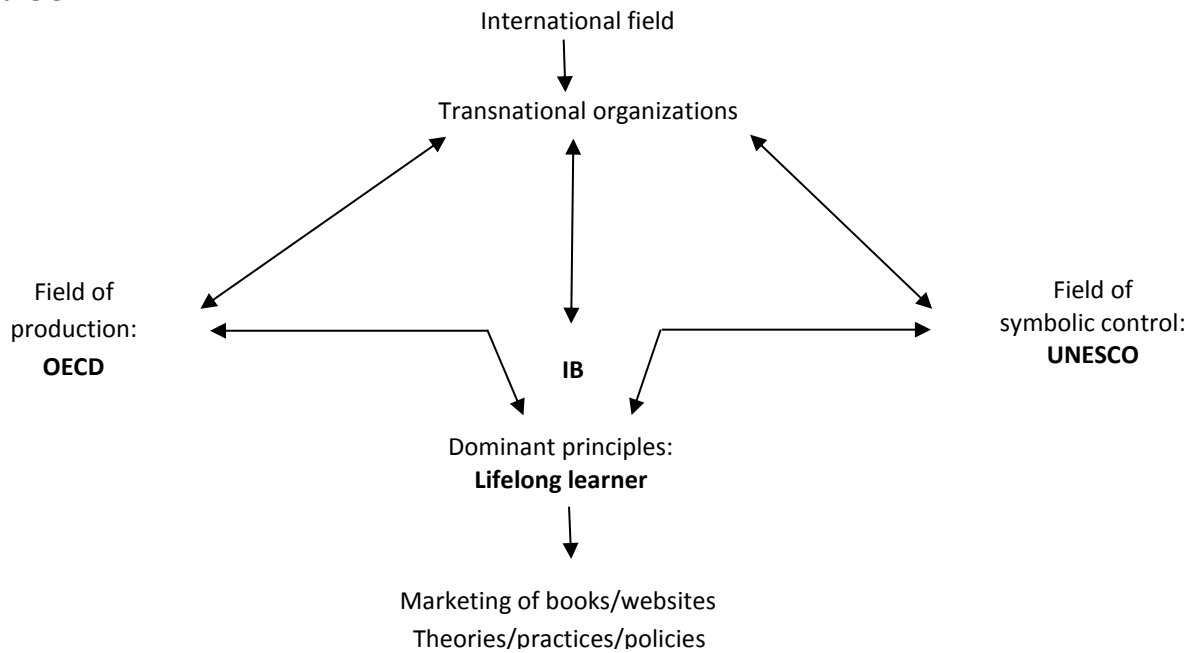 International field
Transnational organizations
Field of
production:
OECD
Field of
symbolic control:
UNESCO
IB
Dominant principles:
Lifelong learner
Marketing of books/websites
Theories/practices/policies